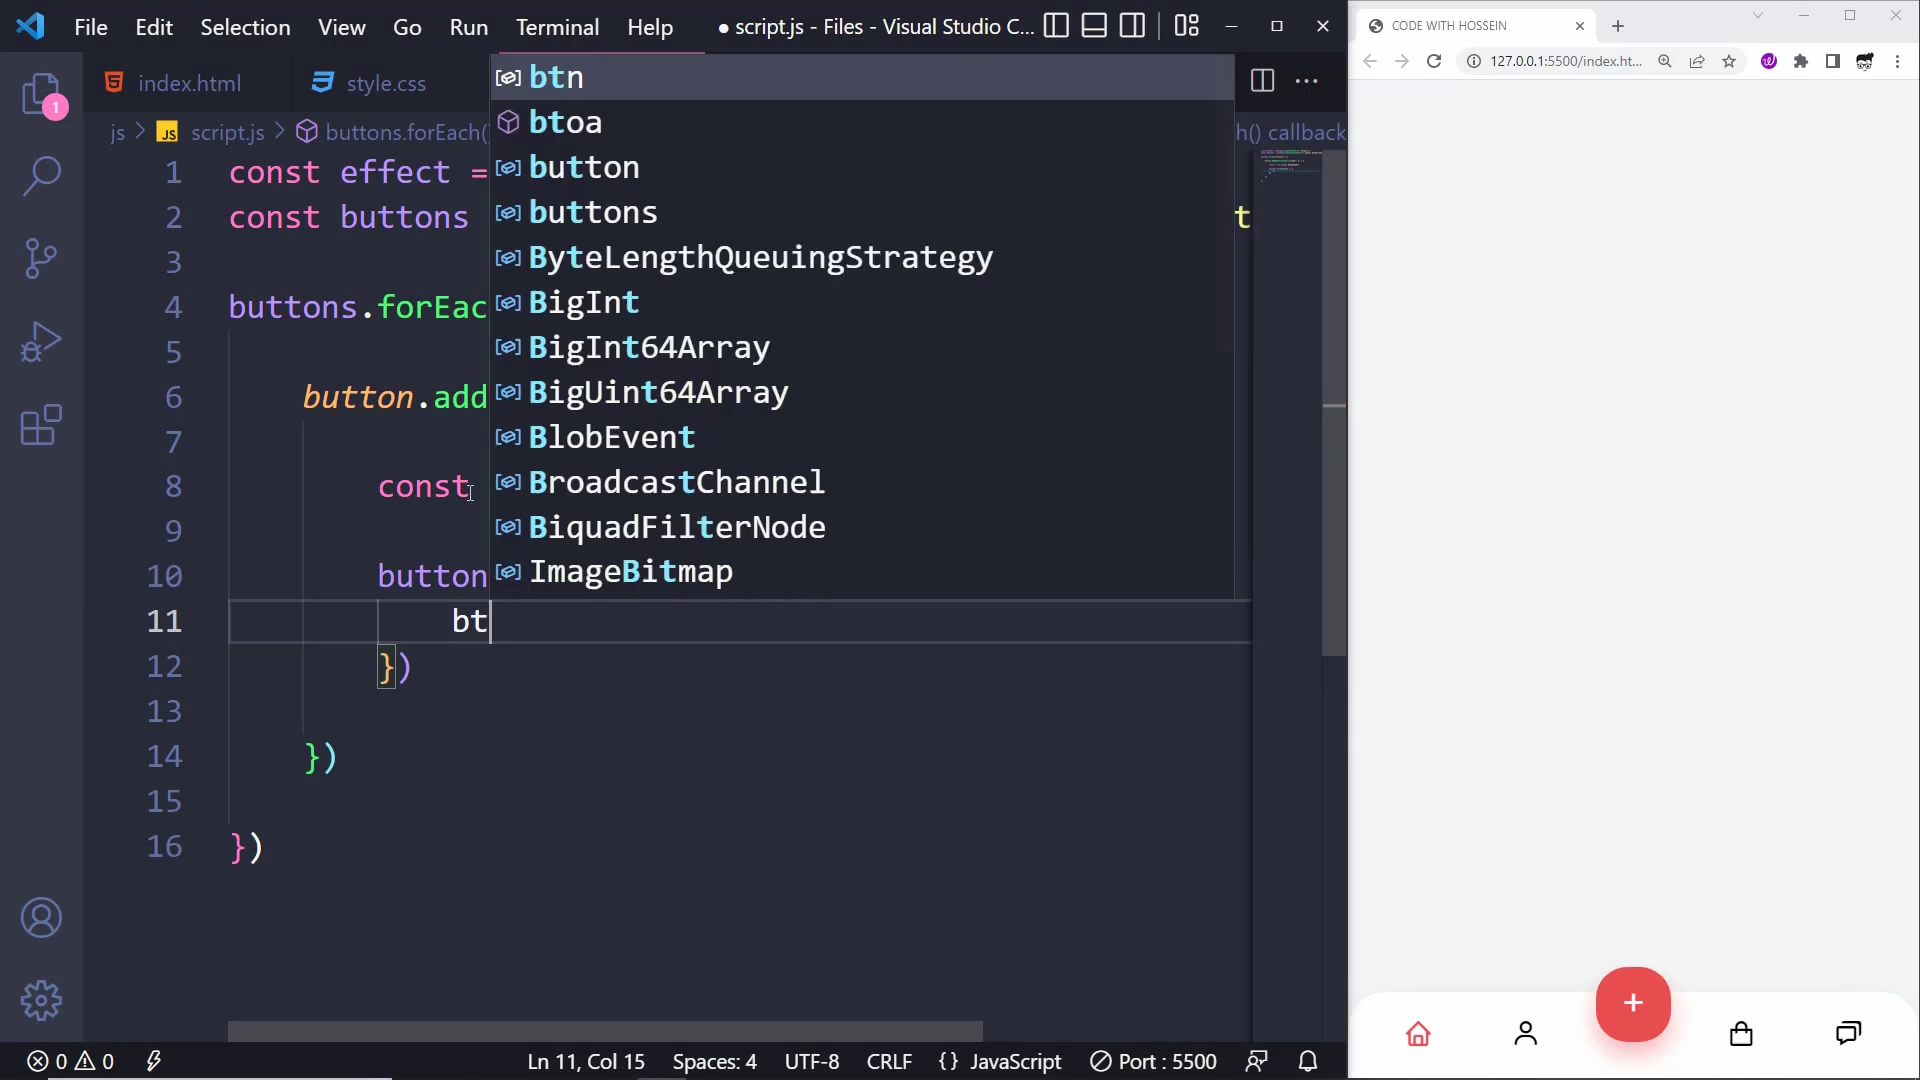 File Edit Selection View Go Run Terminal Help
● script.js - Files - Visual Studio C...
CODE WITH HOSSEIN
127.0.0.1:5500/index.ht...
index.html
style.css
1
js > JS script.js > buttons.forEach(
h() callback
1 const effect =
2 const buttons
t
3
4 buttons.forEac
5
6 button.add
7
8 const
9
10 button
11 bt
12 })
13
14 })
15
16 })
btn
btoa
button
buttons
ByteLengthQueuingStrategy
BigInt
BigInt64Array
BigUint64Array
BlobEvent
BroadcastChannel
BiquadFilterNode
ImageBitmap
0 0
Ln 11, Col 15
Spaces: 4
UTF-8
CRLF
{ } JavaScript
Port : 5500